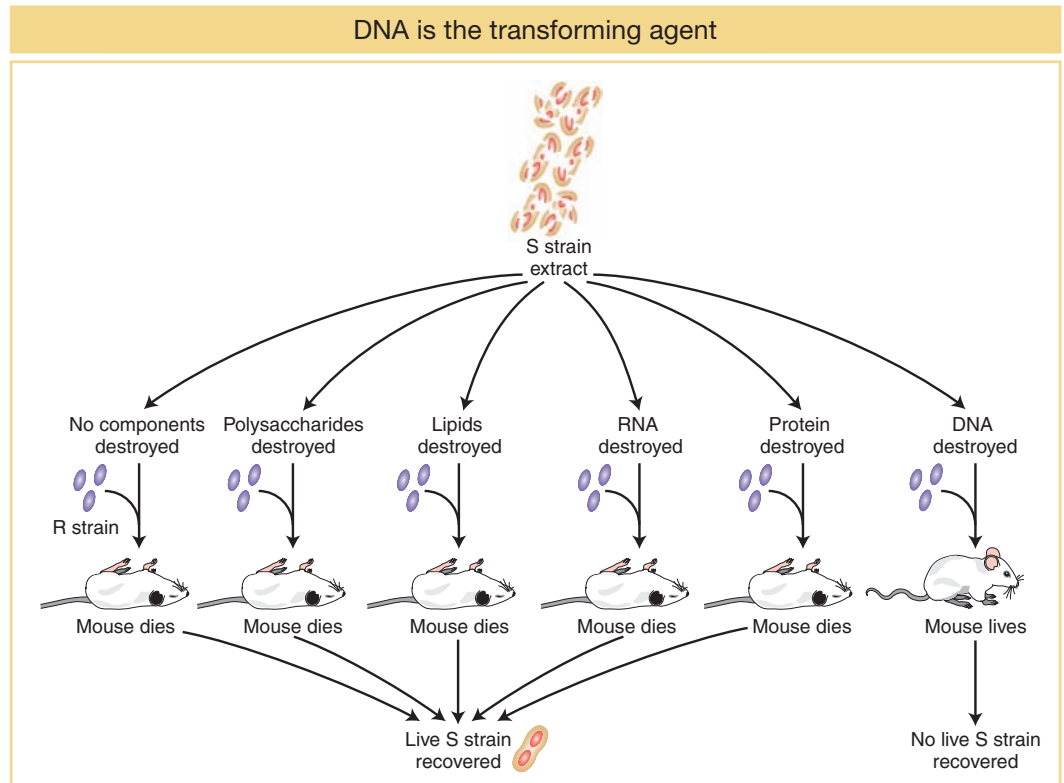 DNA is the transforming agent
S strain
extract
No components
destroyed
Polysaccharides
destroyed
Lipids
destroyed
RNA
destroyed
Protein
destroyed
DNA
destroyed
R strain
Mouse dies
Mouse dies
Mouse dies
Mouse dies
Mouse dies
Mouse lives
Live S strain
recovered
No live S strain
recovered